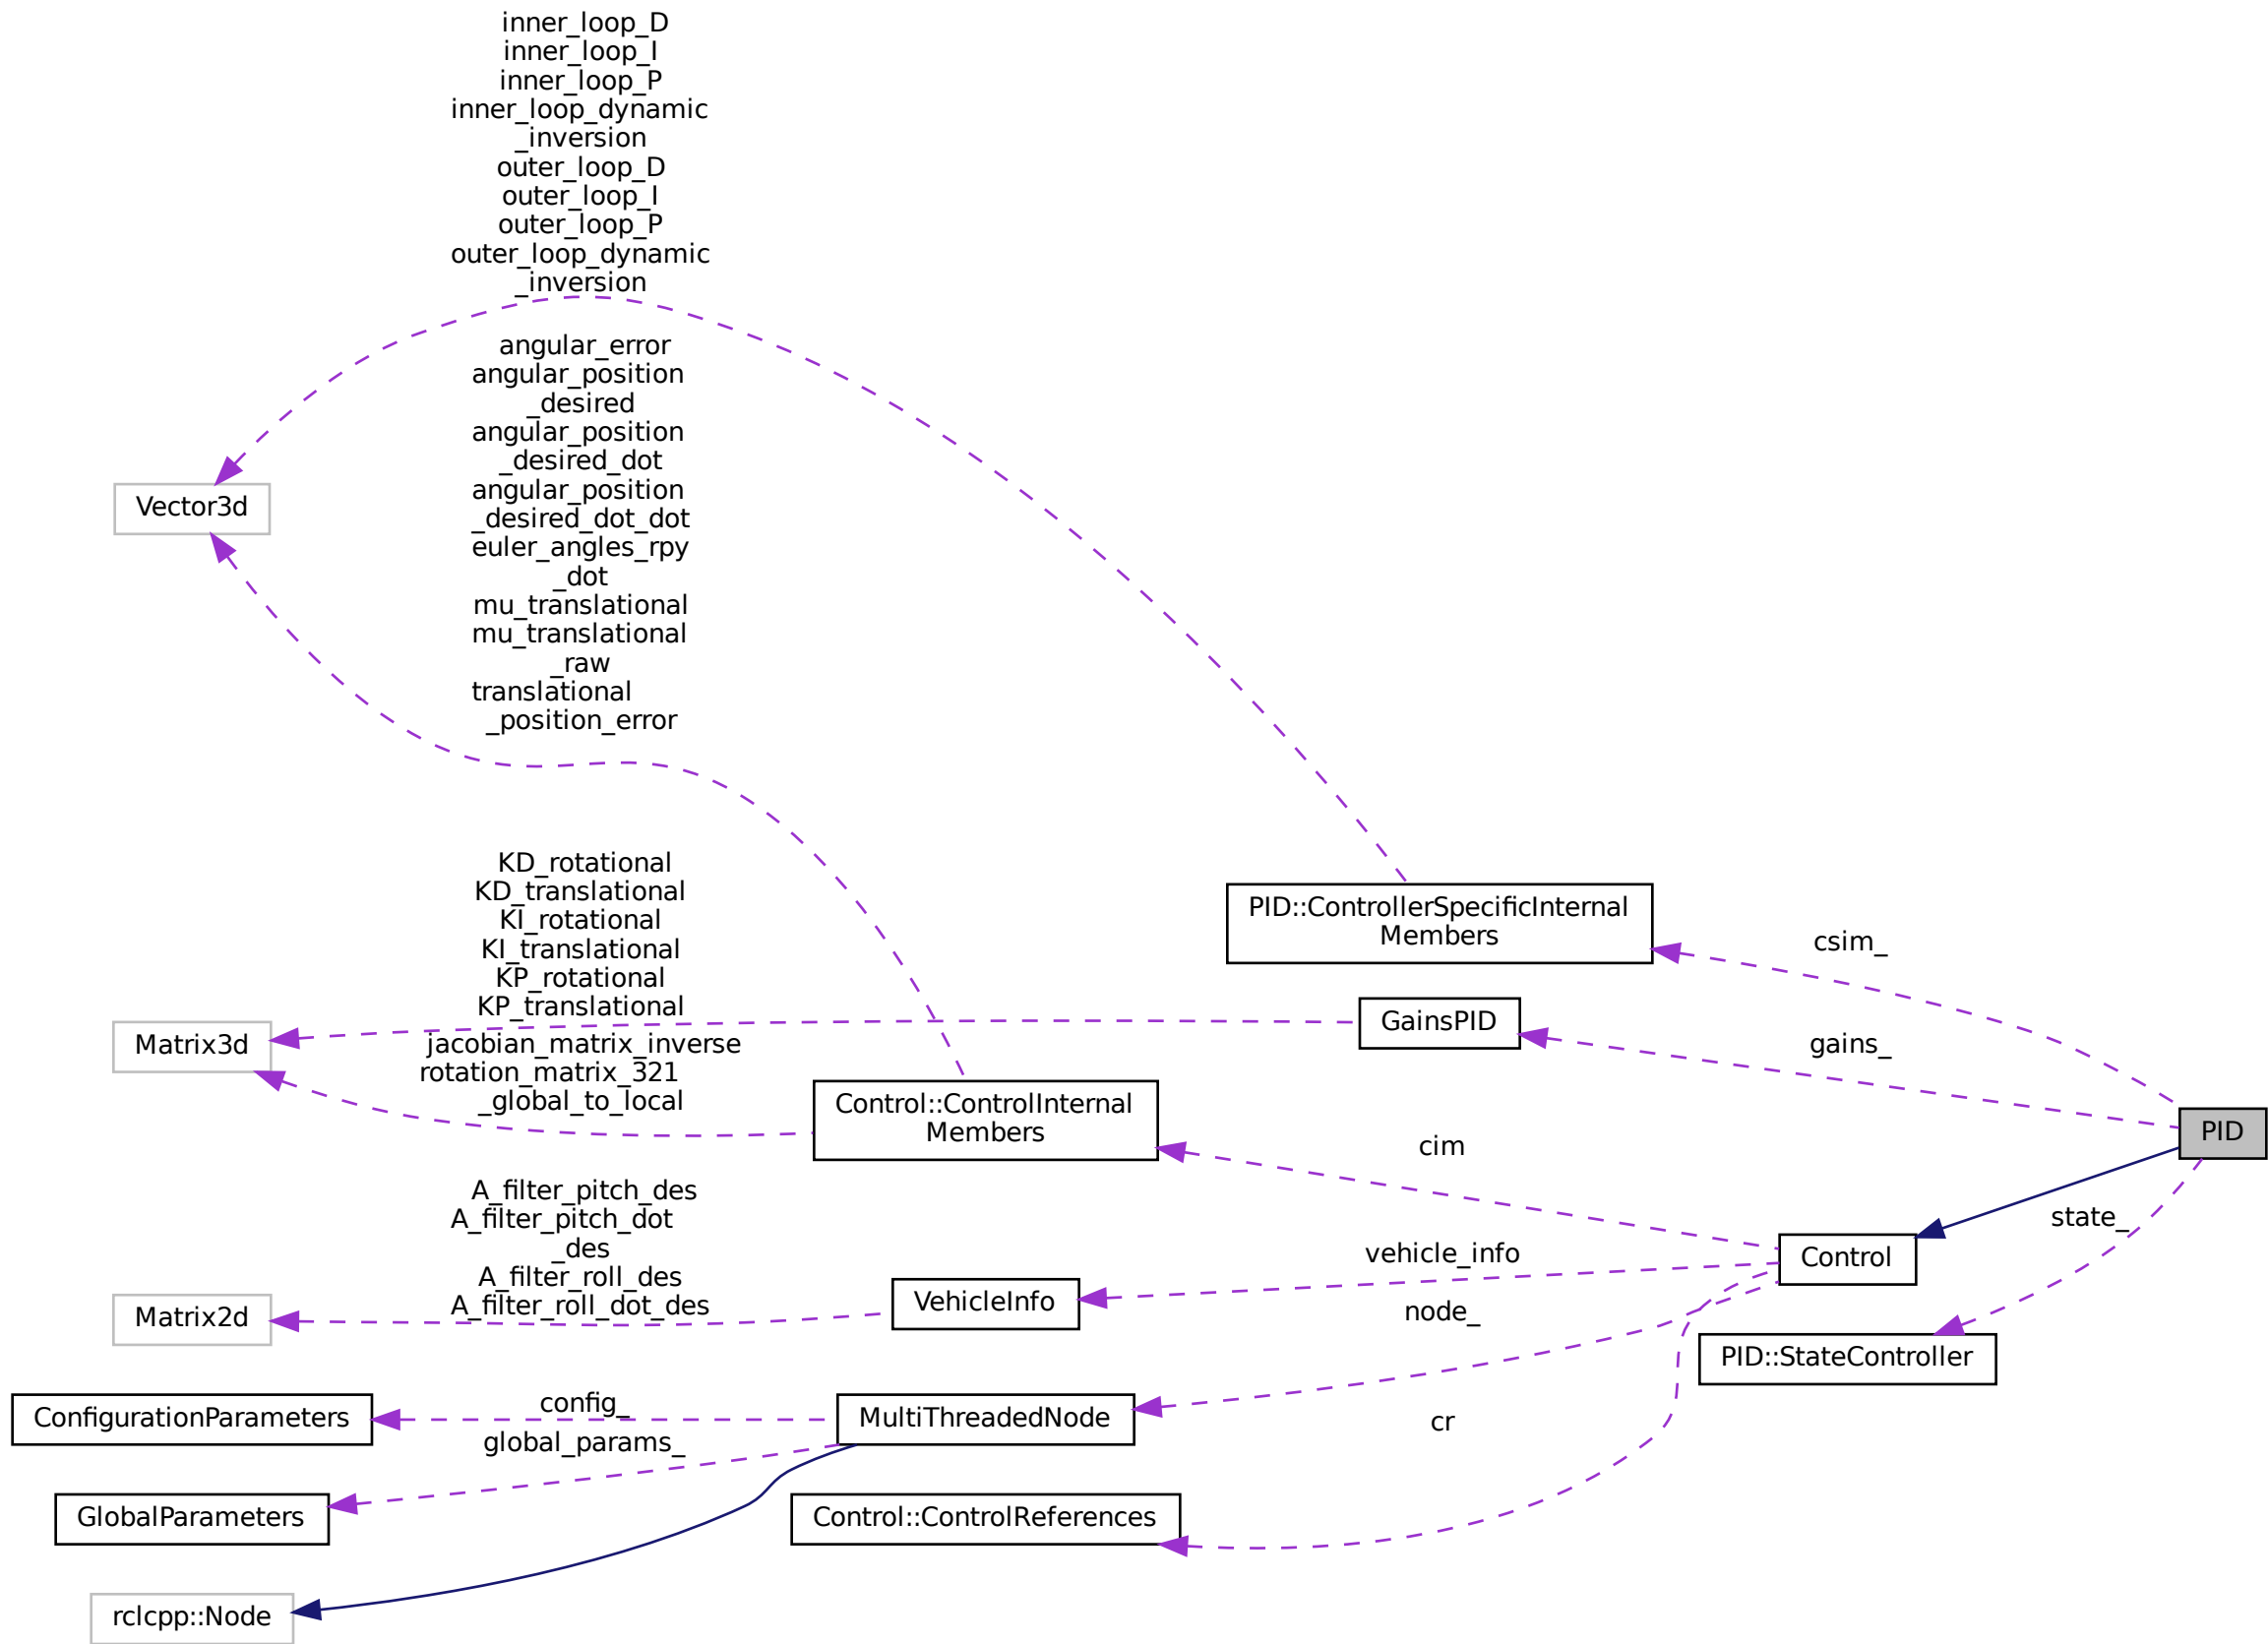 inner_loop_D
inner_loop_I
inner_loop_P
inner_loop_dynamic
_inversion
outer_loop_D
outer_loop_I
outer_loop_P
outer_loop_dynamic
_inversion
angular_error
angular_position
_desired
angular_position
_desired_dot
angular_position
_desired_dot_dot
euler_angles_rpy
_dot
mu_translational
mu_translational
_raw
translational
_position_error
Vector3d
KD_rotational
KD_translational
KI_rotational
KI_translational
KP_rotational
KP_translational
jacobian_matrix_inverse
rotation_matrix_321
_global_to_local
Matrix3d
PID::ControllerSpecificInternal
Members
csim_
GainsPID
gains_
Control::ControlInternal
Members
cim
PID
A_filter_pitch_des
A_filter_pitch_dot
_des
A_filter_roll_des
A_filter_roll_dot_des
Matrix2d
VehicleInfo
vehicle_info
Control
state_
node_
PID::StateController
ConfigurationParameters
config_
global_params_
MultiThreadedNode
cr
GlobalParameters
Control::ControlReferences
rclcpp::Node